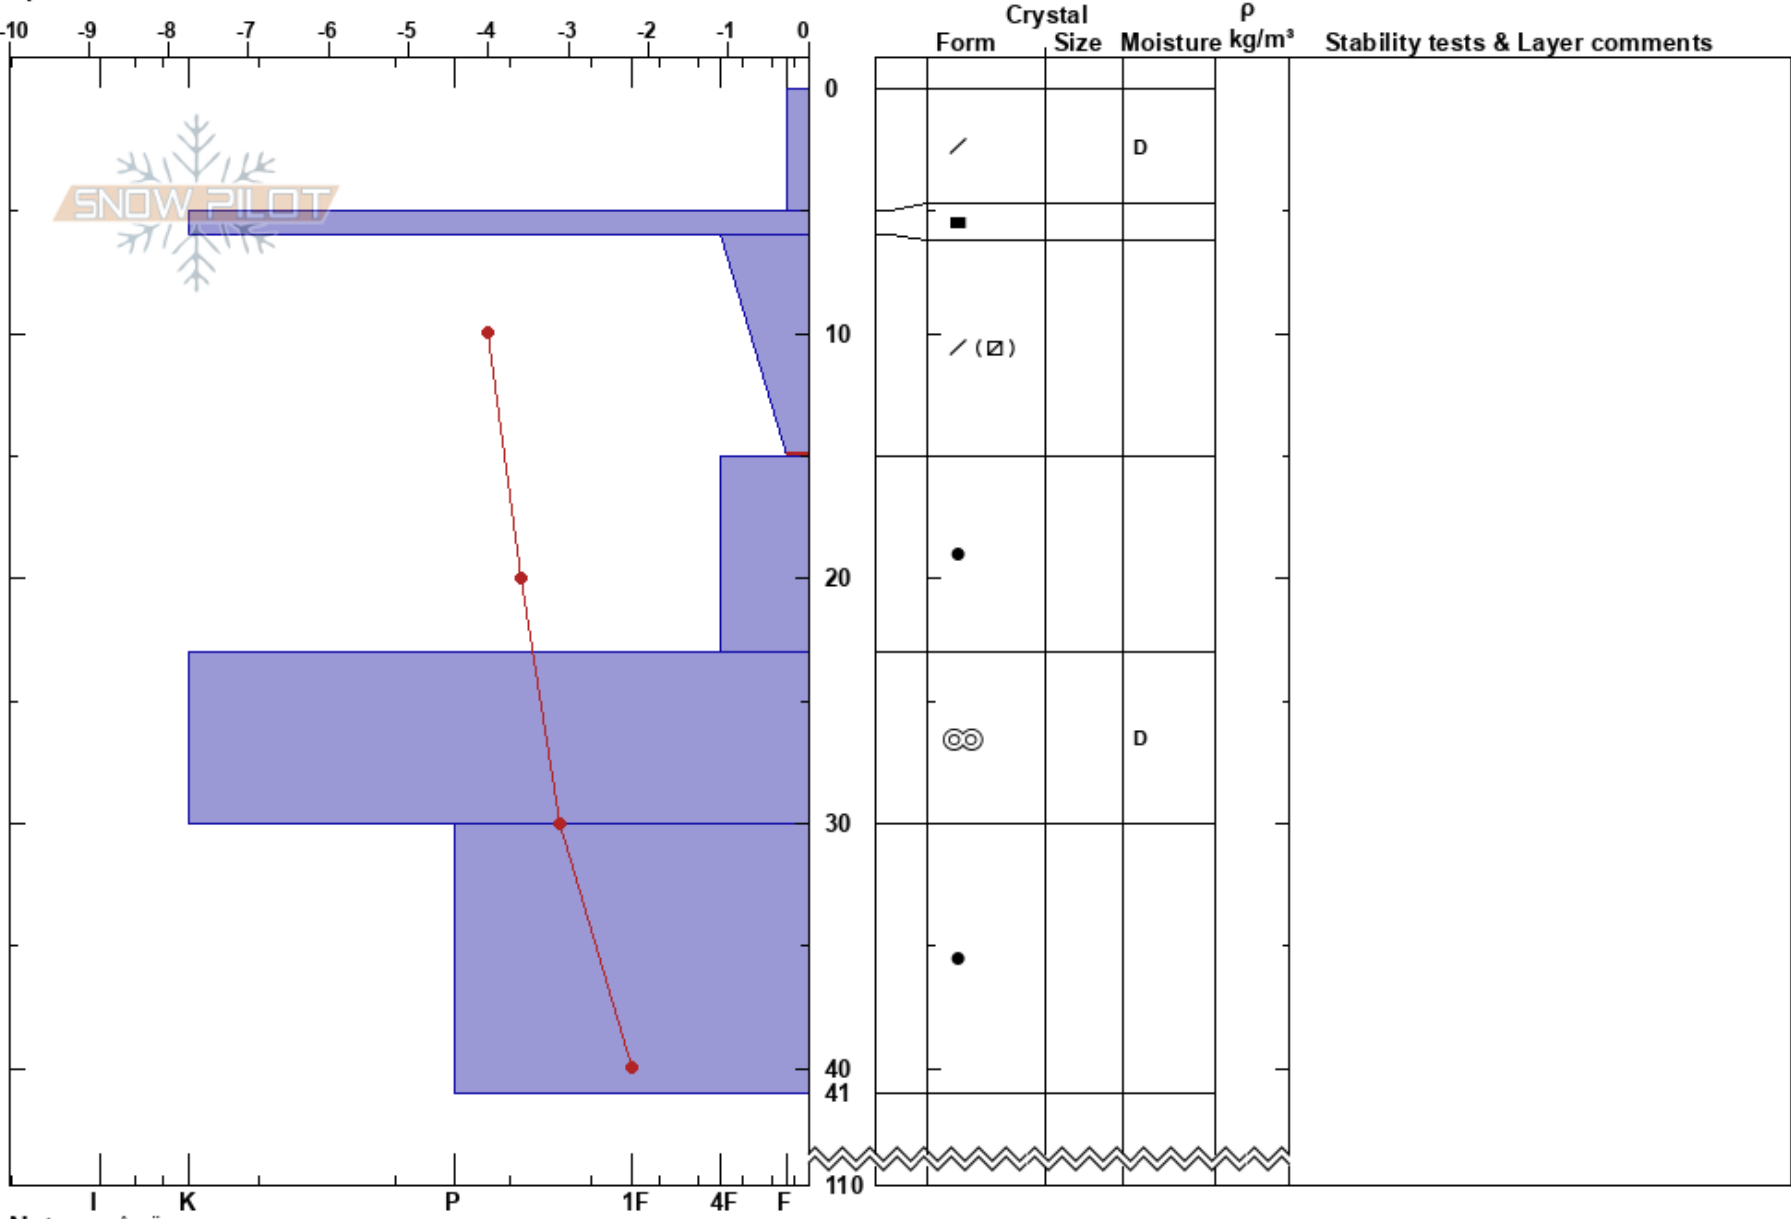 -10 -9 -8 -7 -6 -5 -4 -3 -2 -1 0
Crystal ρ
Form Size Moisture kg/m³ Stability tests & Layer comments
0
D
SNOW PILOT
10
20
D
30
40
41
110
I K P 1F 4F F